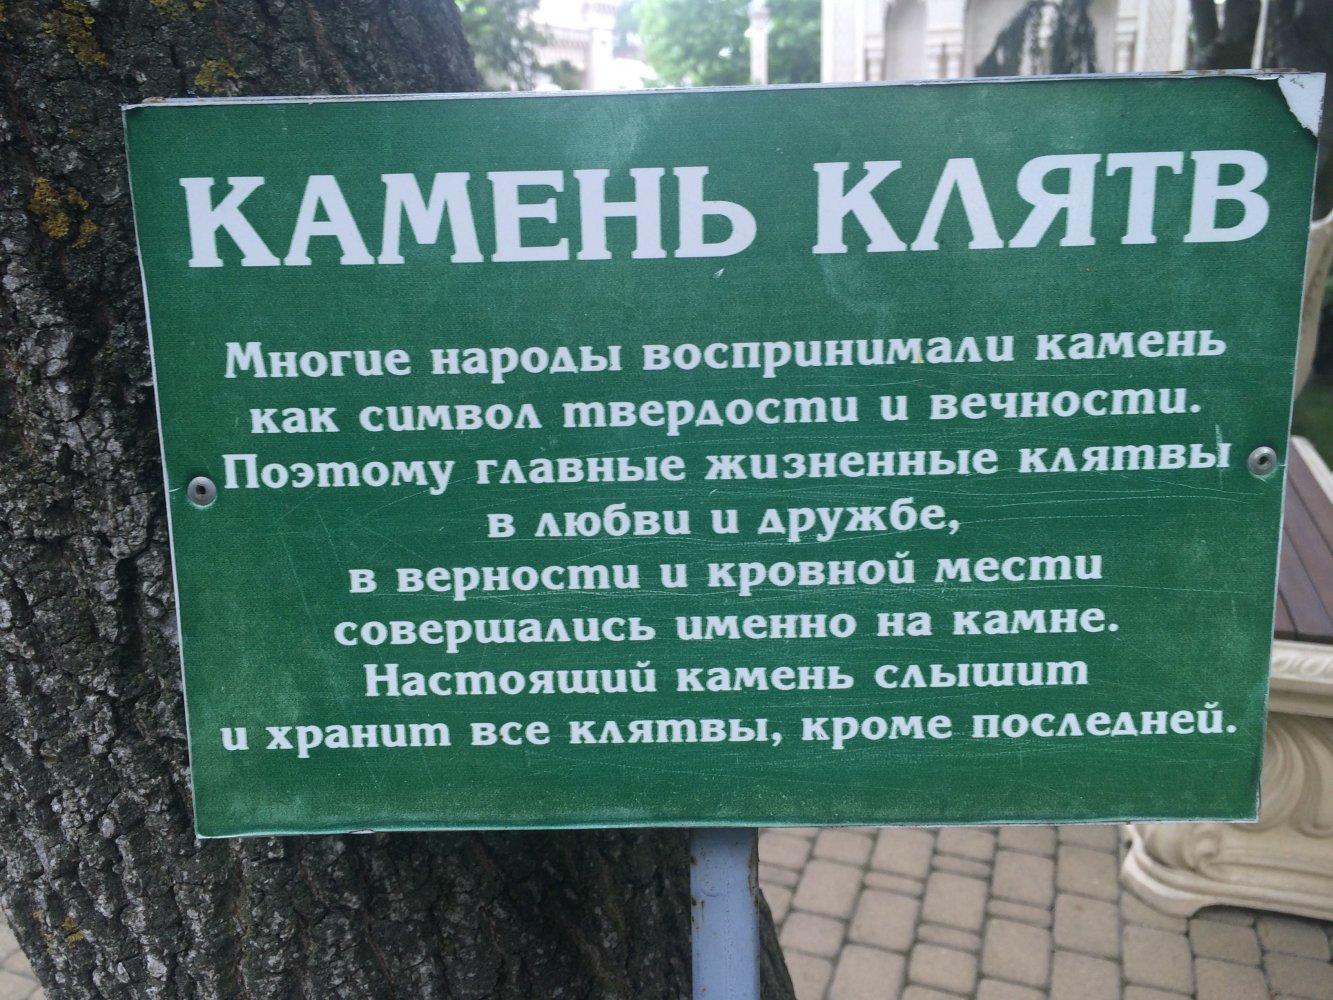 КАМЕНЬ КЛЯТВ
Многие народы воспринимали камень
как символ твердости и вечности.
Поэтому главные жизненные клятвы
в любви и дружбе,
в верности и кровной мести
совершались именно на камне.
Настоящий камень слышит
и хранит все клятвы, кроме последней.